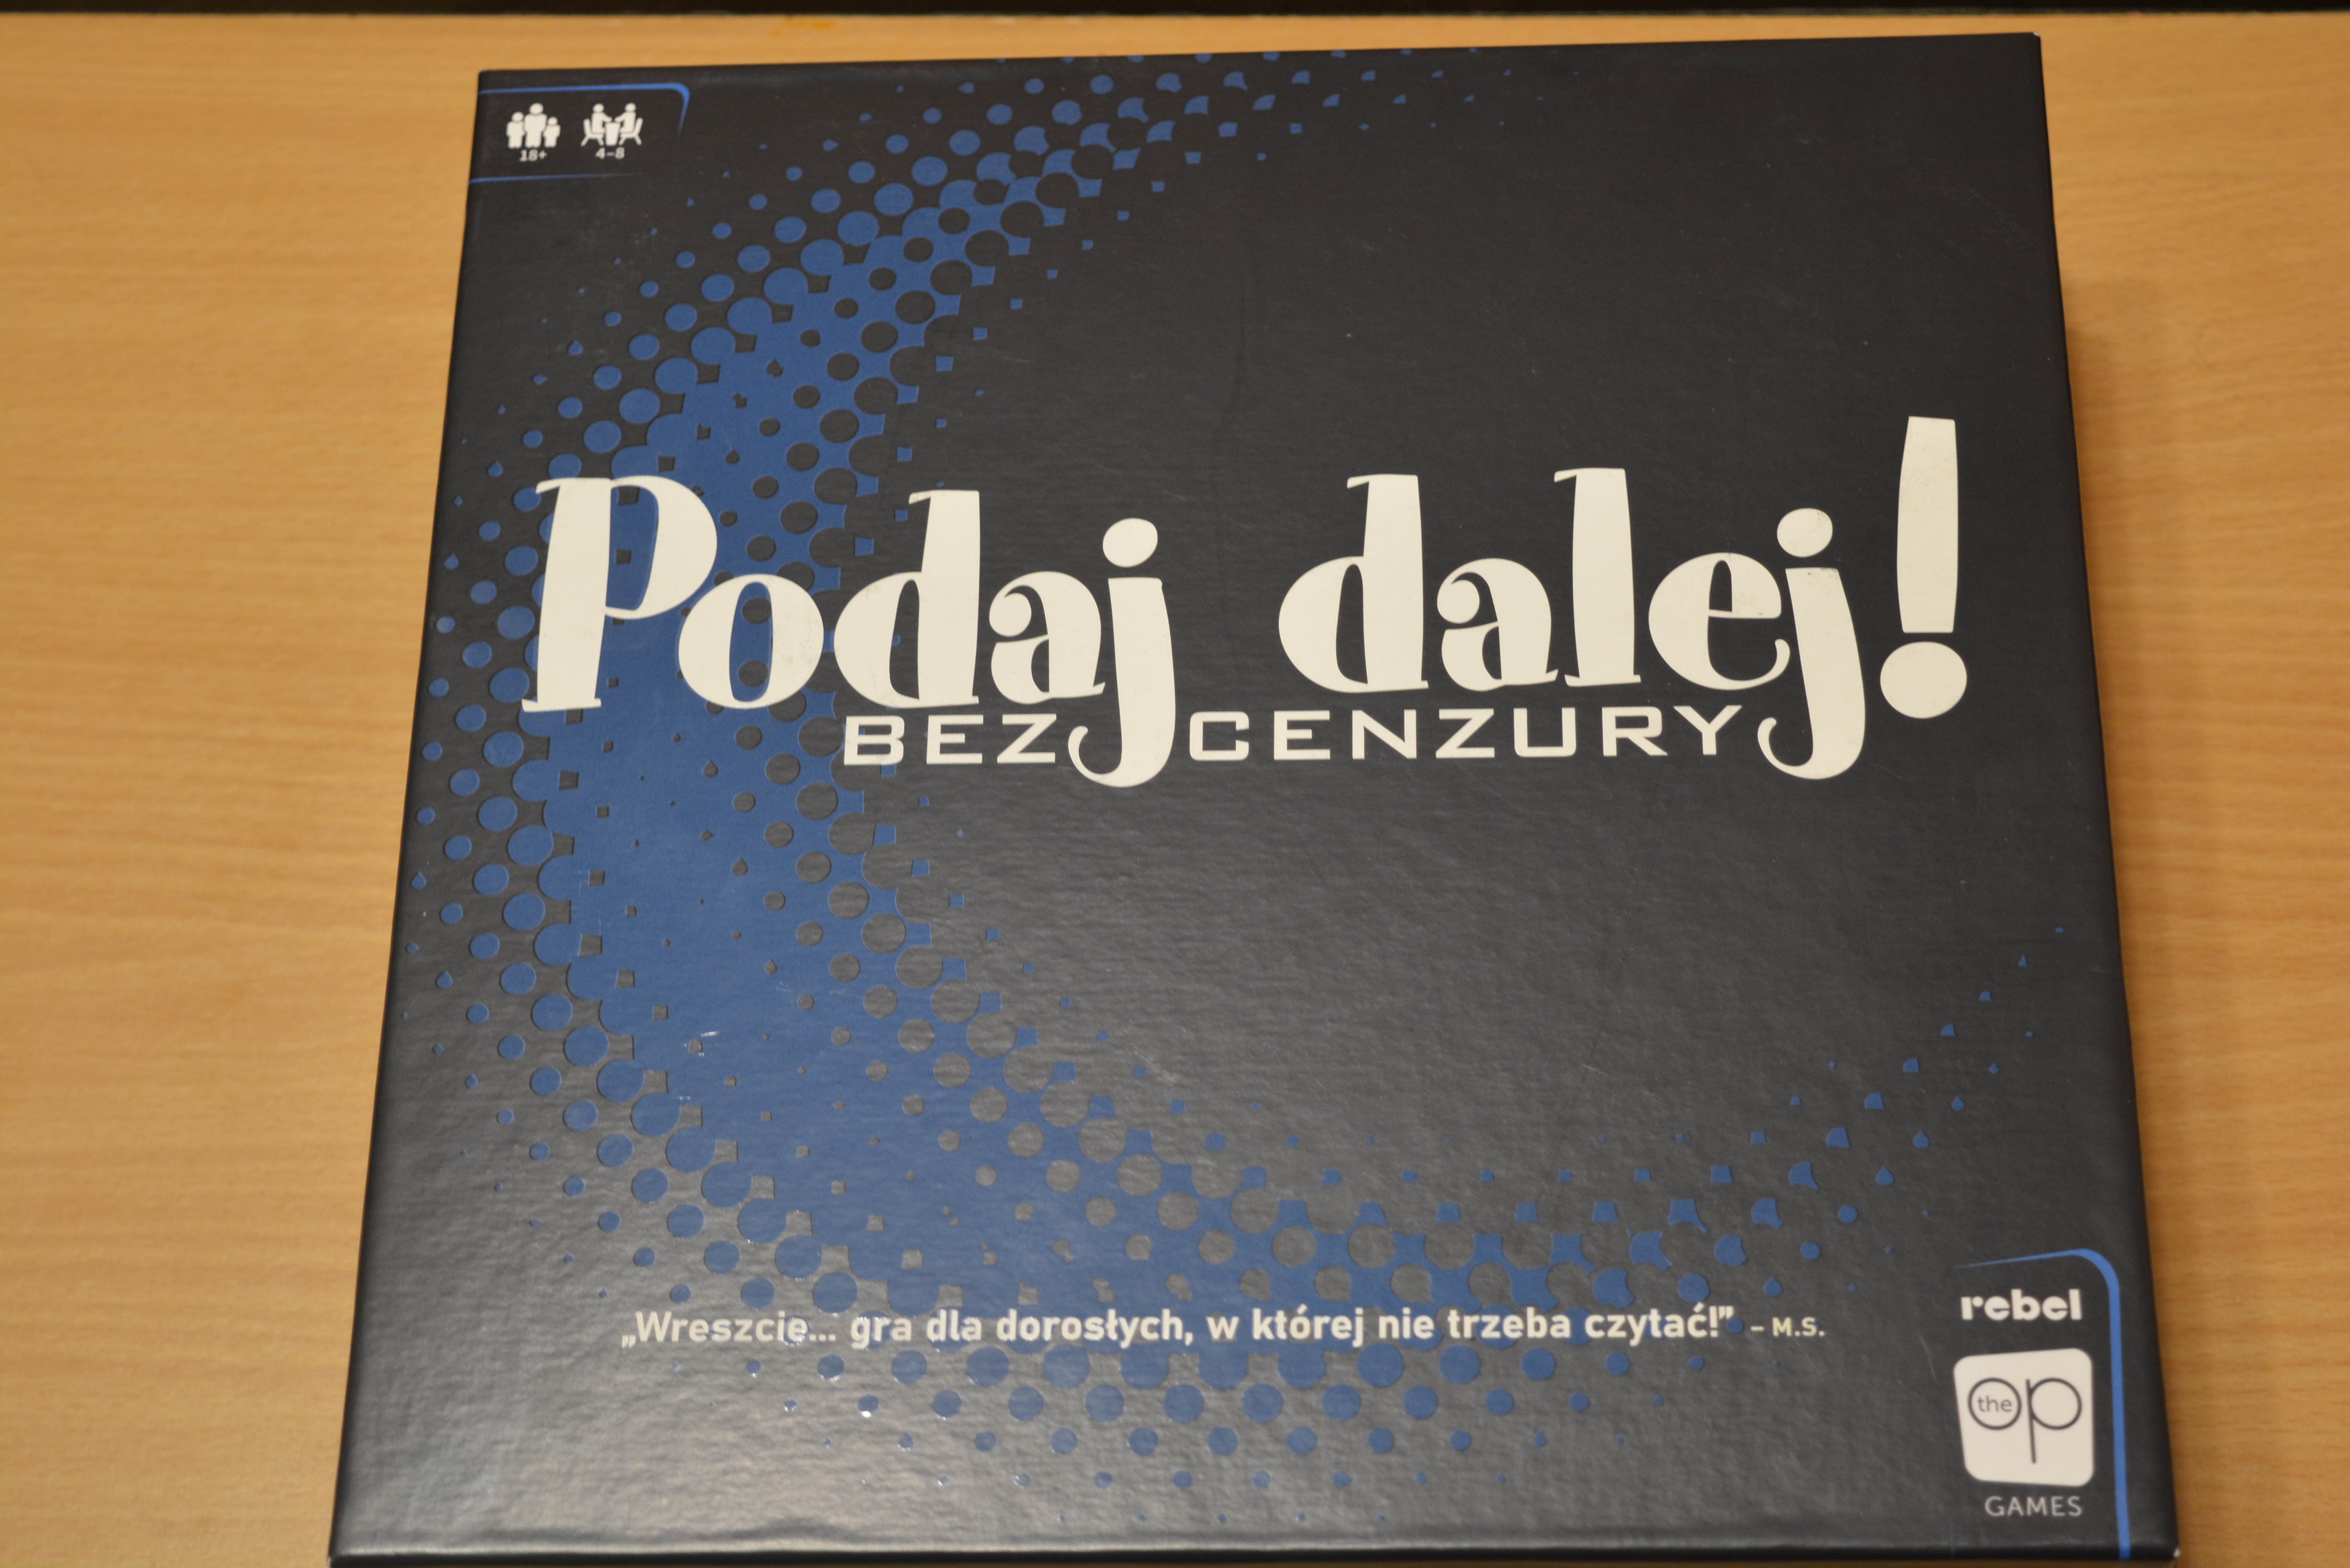 18+
4–8
Podaj dalej!
BEZ CENZURY
„Wreszcie... gra dla dorosłych, w której nie trzeba czytać!” – M.S.
rebel
the op
GAMES